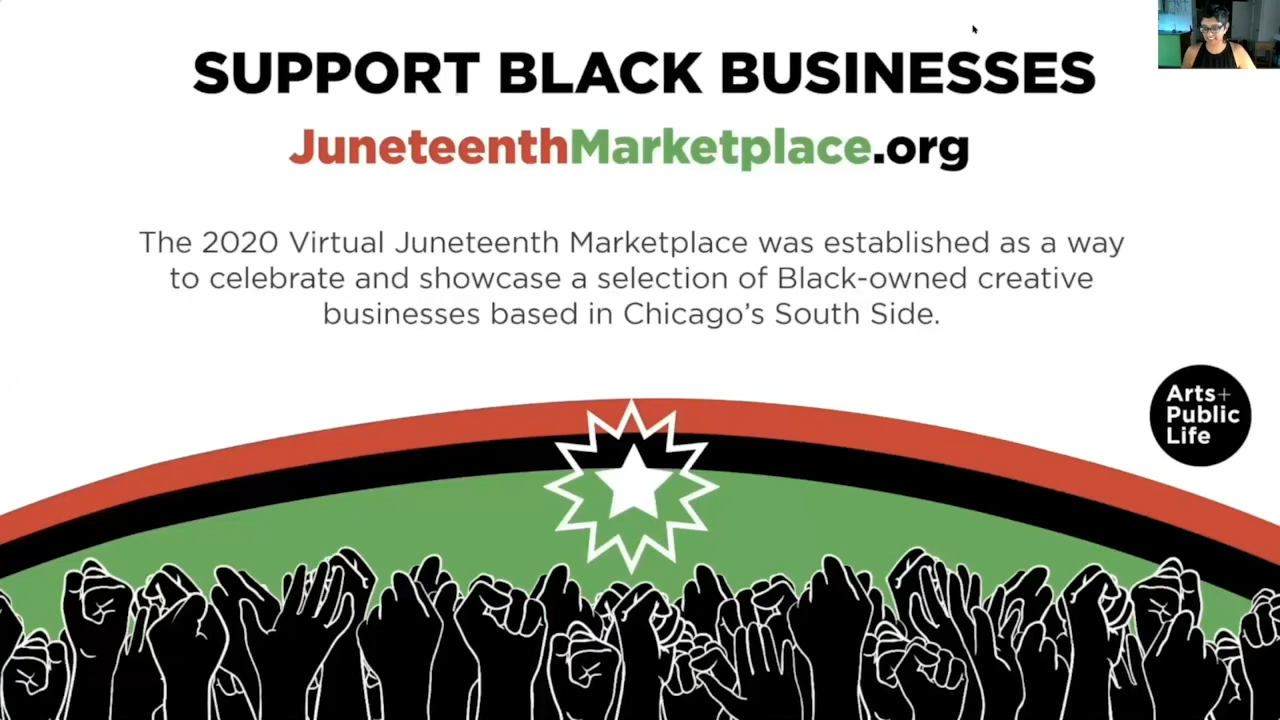 SUPPORT BLACK BUSINESSES
JuneteenthMarketplace.org
The 2020 Virtual Juneteenth Marketplace was established as a way
to celebrate and showcase a selection of Black-owned creative
businesses based in Chicago’s South Side.
Arts+
Public
Life